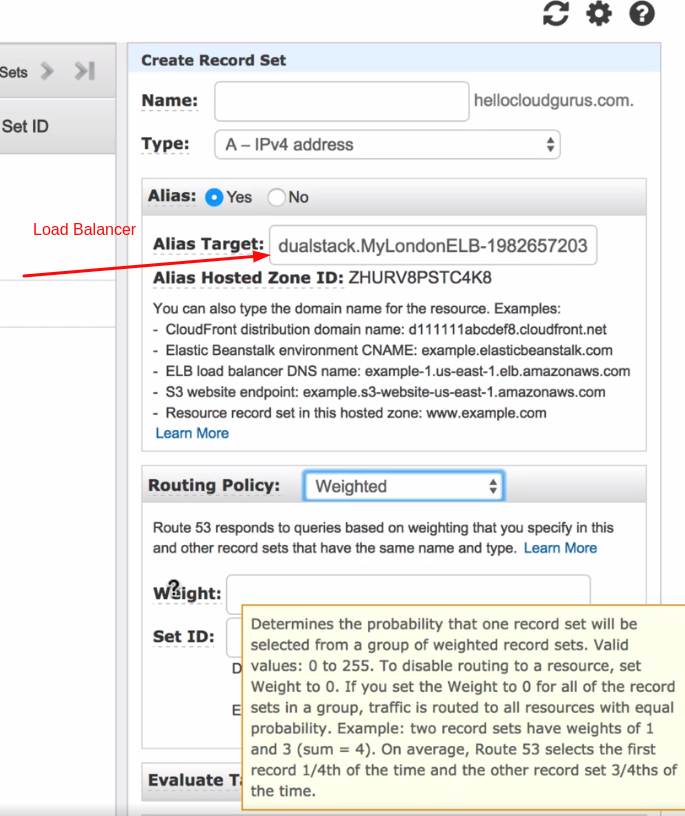 Sets
Set ID
Create Record Set
Name:
hellocloudgurus.com.
Type:
A – IPv4 address
Alias:
Yes
No
Load Balancer
Alias Target:
dualstack.MyLondonELB-1982657203
Alias Hosted Zone ID: ZHURV8PSTC4K8
You can also type the domain name for the resource. Examples:
- CloudFront distribution domain name: d111111abcdef8.cloudfront.net
- Elastic Beanstalk environment CNAME: example.elasticbeanstalk.com
- ELB load balancer DNS name: example-1.us-east-1.elb.amazonaws.com
- S3 website endpoint: example.s3-website-us-east-1.amazonaws.com
- Resource record set in this hosted zone: www.example.com
Learn More
Routing Policy:
Weighted
Route 53 responds to queries based on weighting that you specify in this
and other record sets that have the same name and type. Learn More
Weight:
Set ID:
Determines the probability that one record set will be
selected from a group of weighted record sets. Valid
values: 0 to 255. To disable routing to a resource, set
Weight to 0. If you set the Weight to 0 for all of the record
sets in a group, traffic is routed to all resources with equal
probability. Example: two record sets have weights of 1
and 3 (sum = 4). On average, Route 53 selects the first
record 1/4th of the time and the other record set 3/4ths of
the time.
D
E
Evaluate